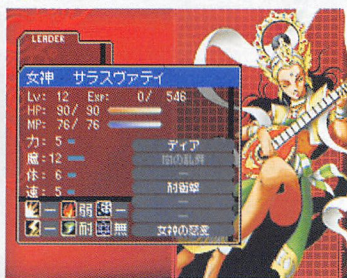 LEADER
女神 サラスヴァティ
Lv: 12 Exp: 0/ 546
HP: 90/ 90
MP: 76/ 76
力: 5
魔:12
体: 6
速: 5
ディア
耐衝撃
女神の恩恵
－ 弱 －
－ 耐 無